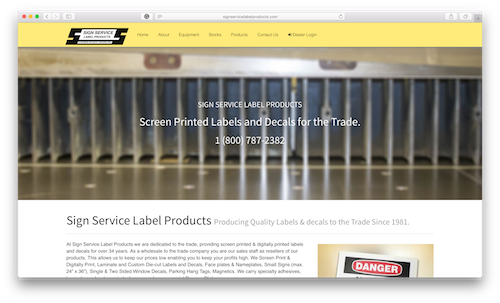 signservicelabelproducts.com
SIGN SERVICE
LABEL PRODUCTS
Home About Equipment Stocks Products Contact Us Dealer Login
SIGN SERVICE LABEL PRODUCTS
Screen Printed Labels and Decals for the Trade.
1 (800) 787-2382
Sign Service Label Products Producing Quality Labels & decals to the Trade Since 1981.
At Sign Service Label Products we are dedicated to the trade, providing screen printed & digitally printed labels
and decals for over 34 years. As a wholesale to the trade company you are our sales staff as resellers of our
products. This allows us to keep our prices low enabling you to keep your profits high. We Screen Print &
Digitally Print, Laminate and Custom Die-cut Labels and Decals, Face plates & Nameplates, Small Signs (max.
24" x 36"), Single & Two Sided Window Decals, Parking Hang Tags, Magnetics. We carry specialty adhesives,
DANGER